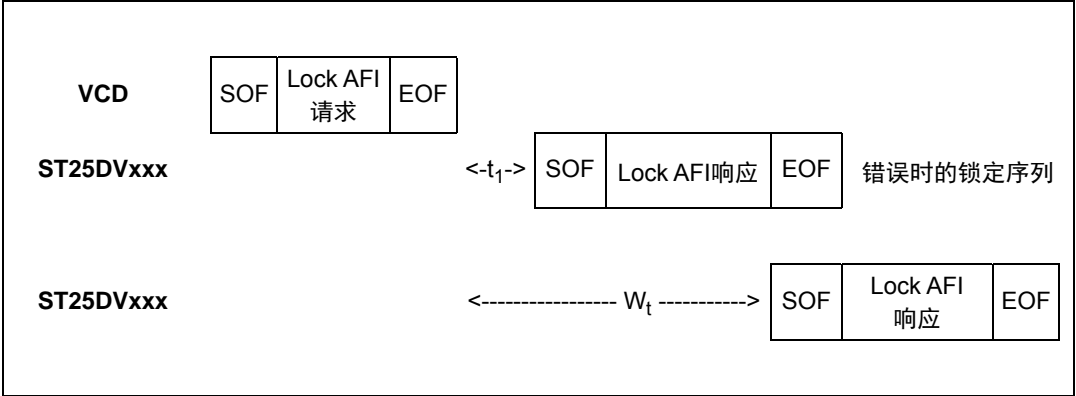 VCD SOF Lock AFI 请求 EOF
ST25DVxxx <-t1-> SOF Lock AFI响应 EOF 错误时的锁定序列
ST25DVxxx <----------------- Wt -----------> SOF Lock AFI 响应 EOF